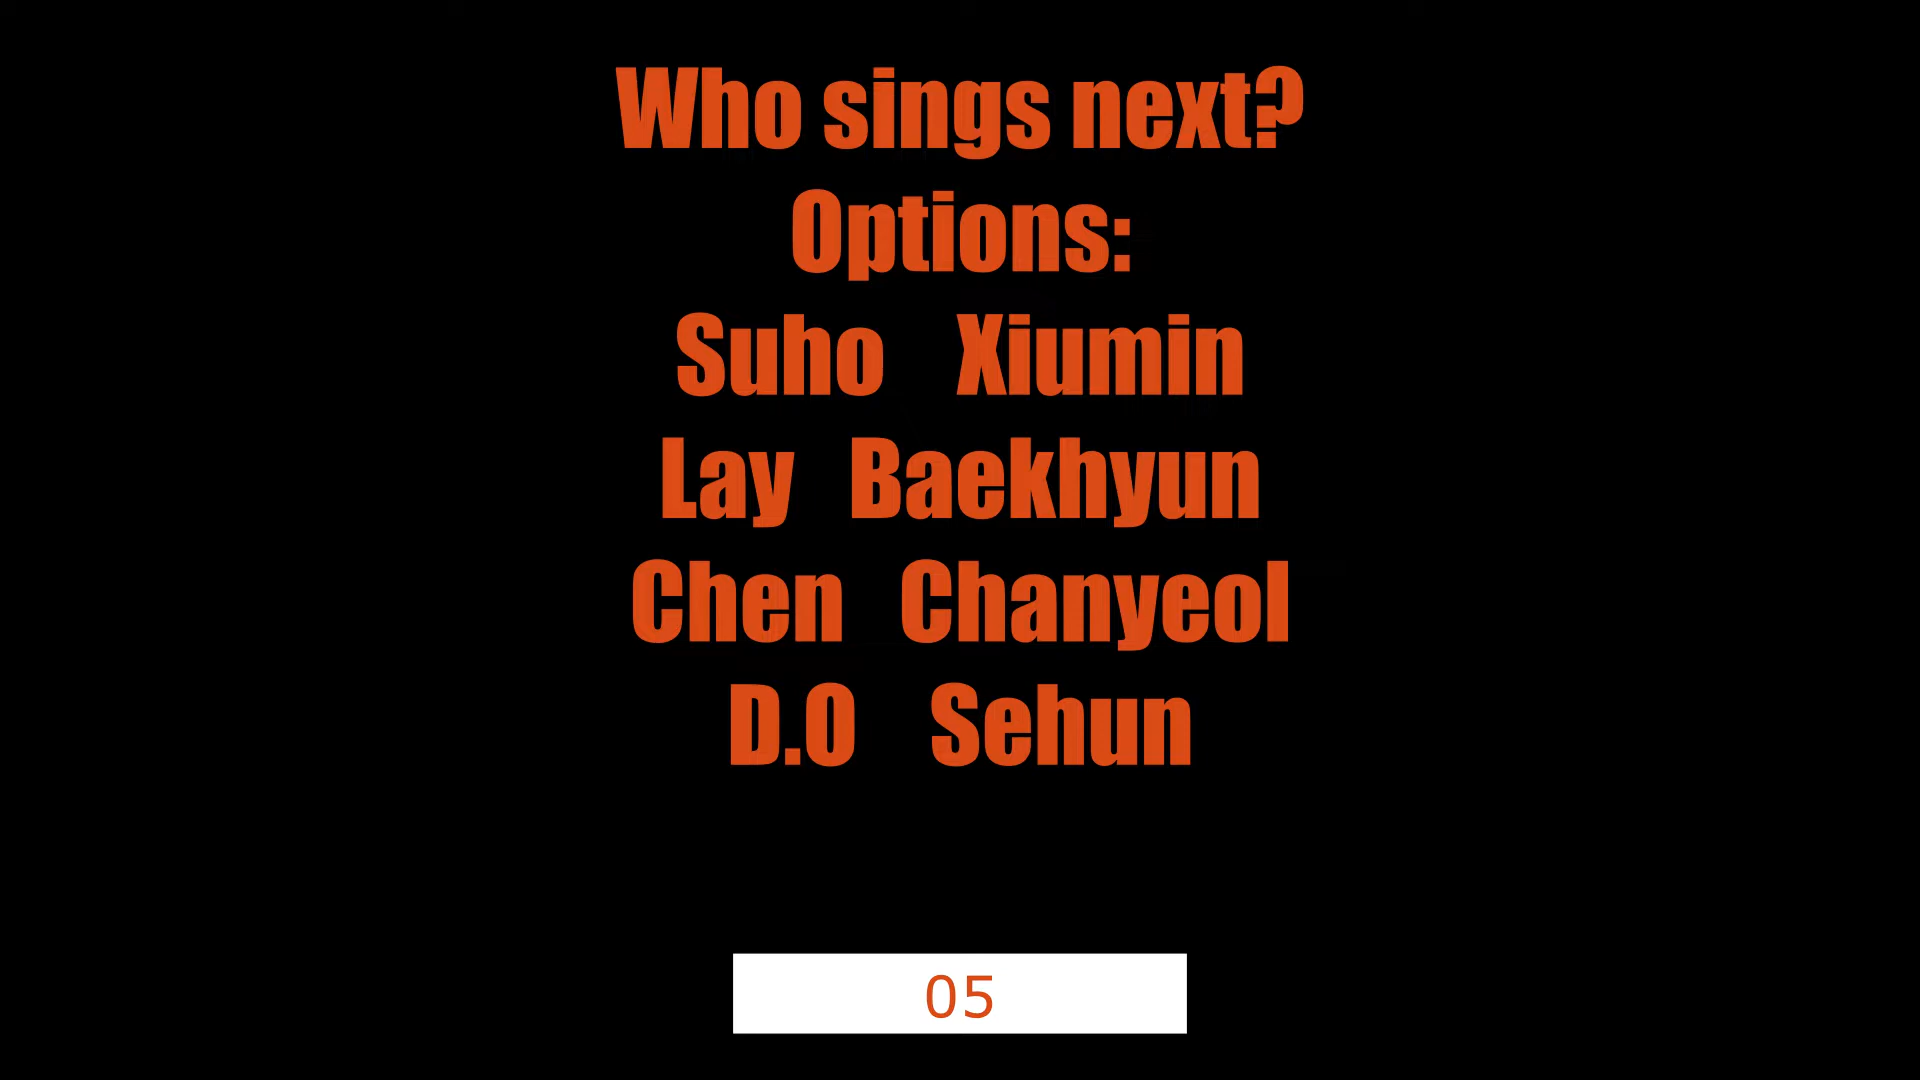 Who sings next?
Options:
Suho Xiumin
Lay Baekhyun
Chen Chanyeol
D.O Sehun
05